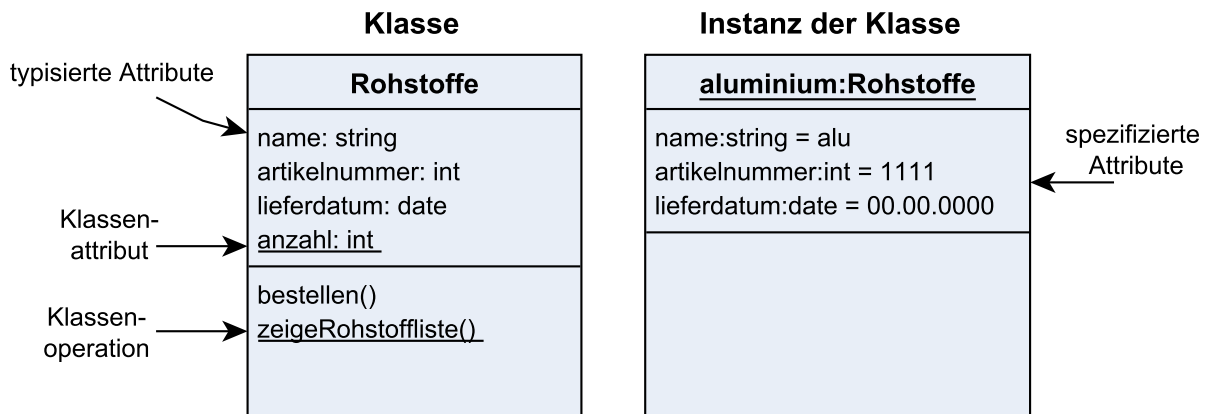 Klasse
Instanz der Klasse
typisierte Attribute
Rohstoffe
name: string
artikelnummer: int
lieferdatum: date
anzahl: int
Klassen-
attribut
bestellen()
zeigeRohstoffliste()
Klassen-
operation
aluminium:Rohstoffe
name:string = alu
artikelnummer:int = 1111
lieferdatum:date = 00.00.0000
spezifizierte
Attribute